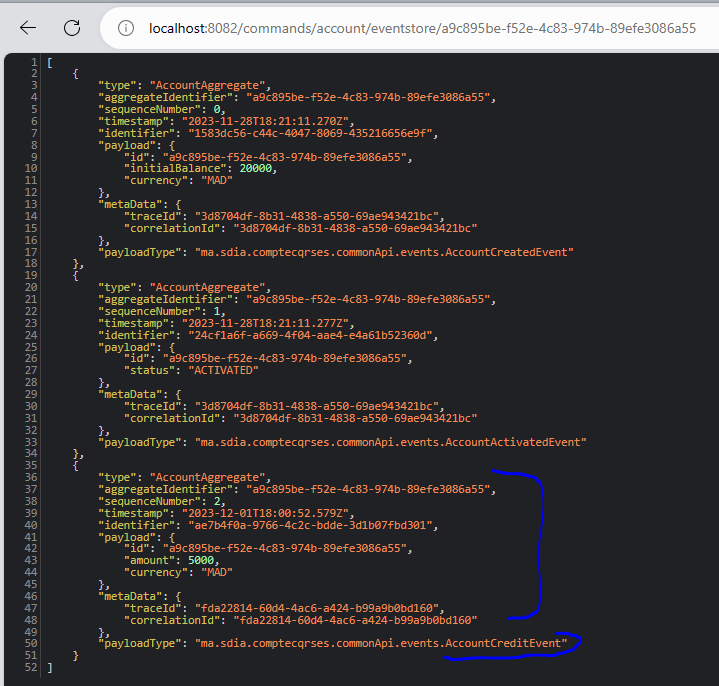 localhost:8082/commands/account/eventstore/a9c895be-f52e-4c83-974b-89efe3086a55
1 [
2 {
3 "type": "AccountAggregate",
4 "aggregateIdentifier": "a9c895be-f52e-4c83-974b-89efe3086a55",
5 "sequenceNumber": 0,
6 "timestamp": "2023-11-28T18:21:11.270Z",
7 "identifier": "1583dc56-c44c-4047-8069-435216656e9f",
8 "payload": {
9 "id": "a9c895be-f52e-4c83-974b-89efe3086a55",
10 "initialBalance": 20000,
11 "currency": "MAD"
12 },
13 "metaData": {
14 "traceId": "3d8704df-8b31-4838-a550-69ae943421bc",
15 "correlationId": "3d8704df-8b31-4838-a550-69ae943421bc"
16 },
17 "payloadType": "ma.sdia.comptecqrses.commonApi.events.AccountCreatedEvent"
18 },
19 {
20 "type": "AccountAggregate",
21 "aggregateIdentifier": "a9c895be-f52e-4c83-974b-89efe3086a55",
22 "sequenceNumber": 1,
23 "timestamp": "2023-11-28T18:21:11.277Z",
24 "identifier": "24cf1a6f-a669-4f04-aae4-e4a61b52360d",
25 "payload": {
26 "id": "a9c895be-f52e-4c83-974b-89efe3086a55",
27 "status": "ACTIVATED"
28 },
29 "metaData": {
30 "traceId": "3d8704df-8b31-4838-a550-69ae943421bc",
31 "correlationId": "3d8704df-8b31-4838-a550-69ae943421bc"
32 },
33 "payloadType": "ma.sdia.comptecqrses.commonApi.events.AccountActivatedEvent"
34 },
35 {
36 "type": "AccountAggregate",
37 "aggregateIdentifier": "a9c895be-f52e-4c83-974b-89efe3086a55",
38 "sequenceNumber": 2,
39 "timestamp": "2023-12-01T18:00:52.579Z",
40 "identifier": "ae7b4f0a-9766-4c2c-bdde-3d1b07fbd301",
41 "payload": {
42 "id": "a9c895be-f52e-4c83-974b-89efe3086a55",
43 "amount": 5000,
44 "currency": "MAD"
45 },
46 "metaData": {
47 "traceId": "fda22814-60d4-4ac6-a424-b99a9b0bd160",
48 "correlationId": "fda22814-60d4-4ac6-a424-b99a9b0bd160"
49 },
50 "payloadType": "ma.sdia.comptecqrses.commonApi.events.AccountCreditEvent"
51 }
52 ]